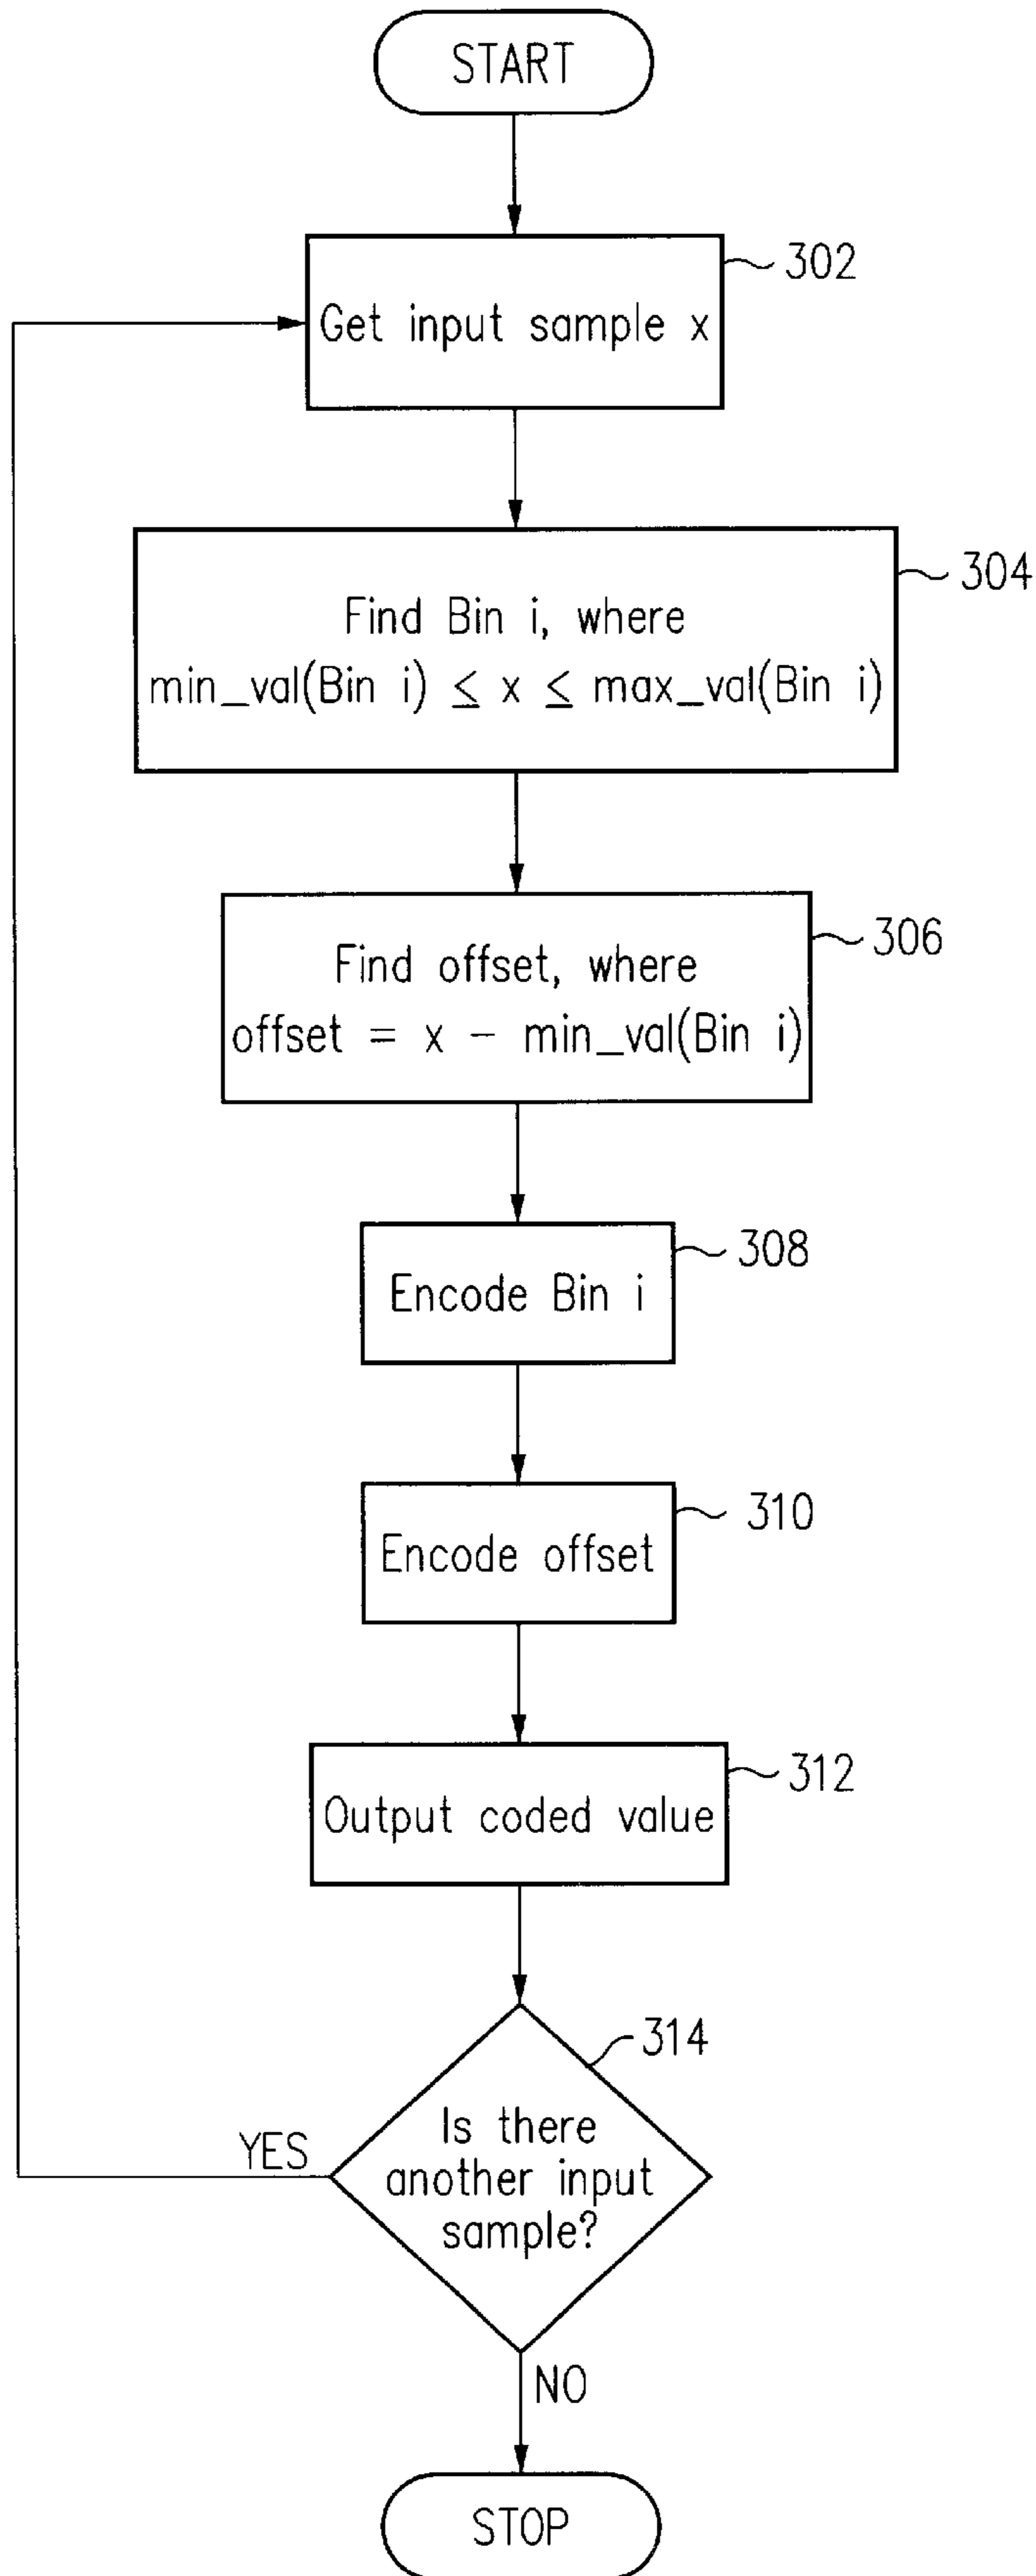 START
302
Get input sample x
304
Find Bin i, where
min_val(Bin i) ≤ x ≤ max_val(Bin i)
306
Find offset, where
offset = x - min_val(Bin i)
308
Encode Bin i
310
Encode offset
312
Output coded value
314
Is there
another input
sample?
YES
NO
STOP